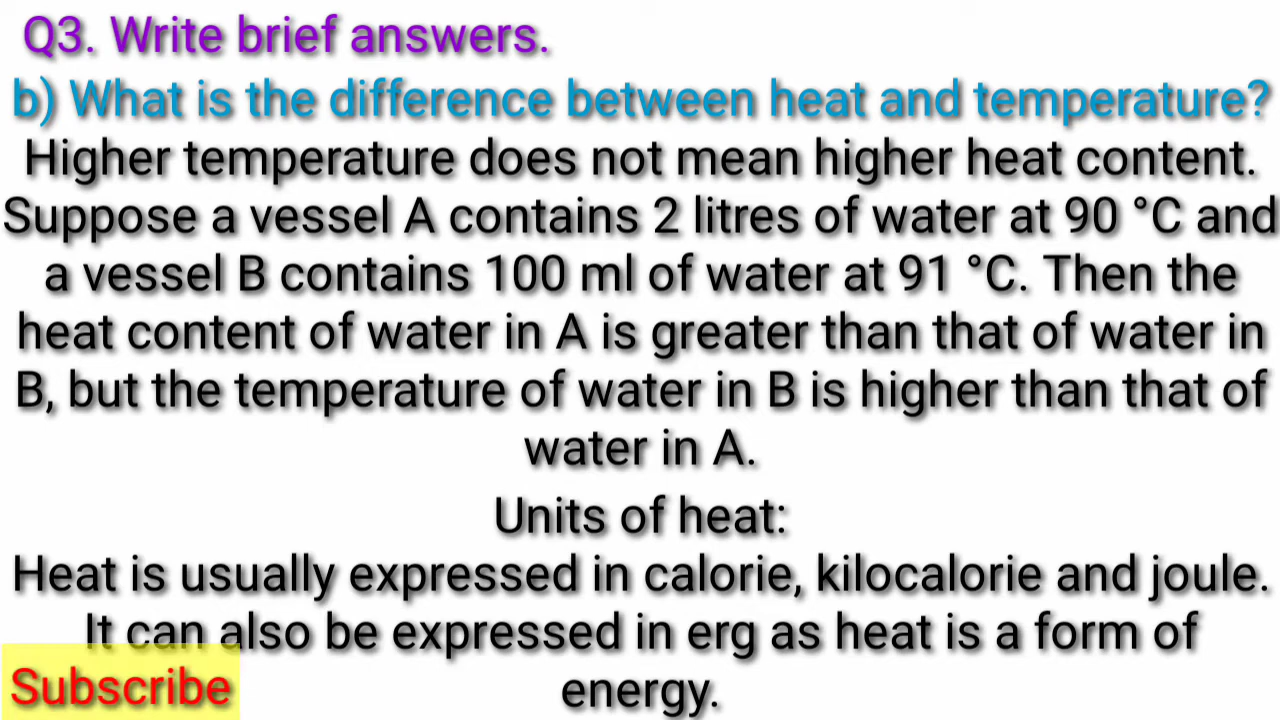 Q3. Write brief answers.
b) What is the difference between heat and temperature?
Higher temperature does not mean higher heat content.
Suppose a vessel A contains 2 litres of water at 90 °C and
a vessel B contains 100 ml of water at 91 °C. Then the
heat content of water in A is greater than that of water in
B, but the temperature of water in B is higher than that of
water in A.
Units of heat:
Heat is usually expressed in calorie, kilocalorie and joule.
It can also be expressed in erg as heat is a form of
energy.
Subscribe